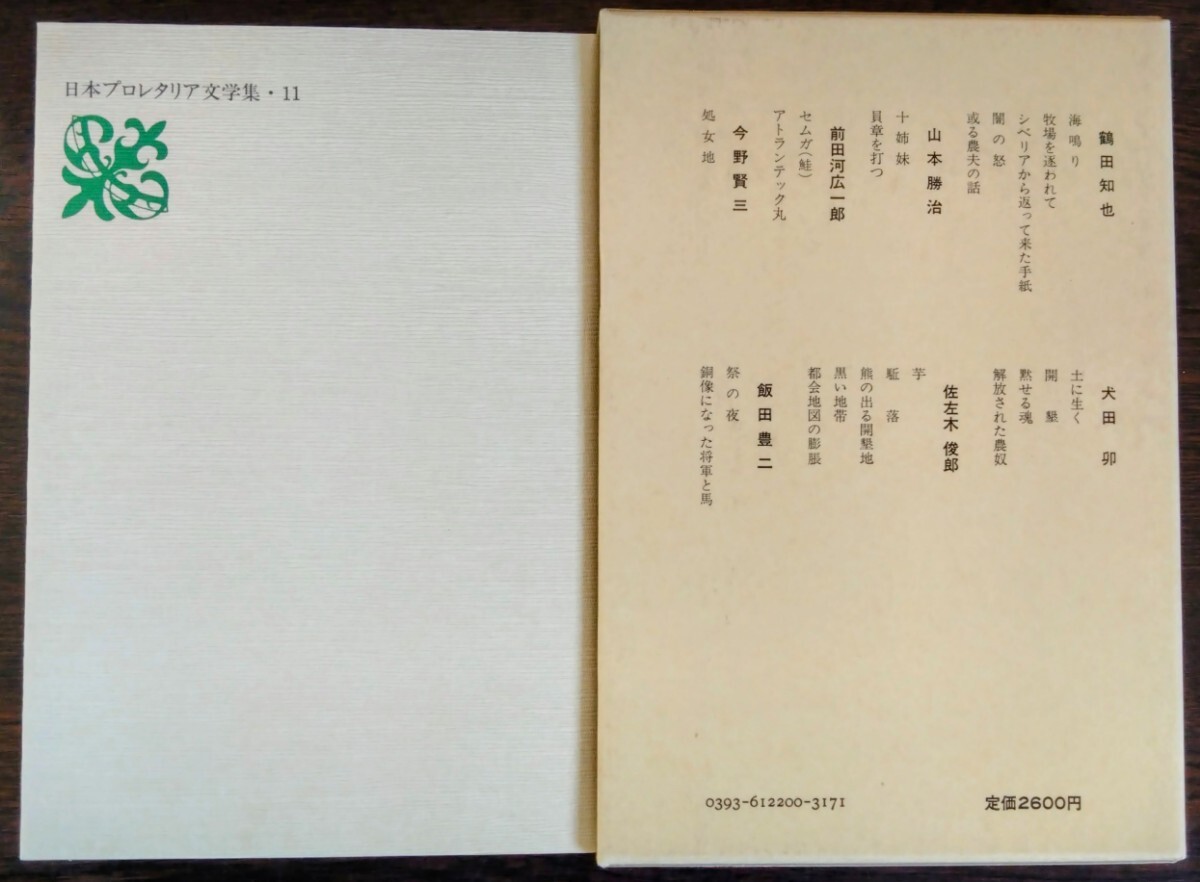 日本プロレタリア文学集・11
鶴田知也
海鳴り
牧場を逐われて
シベリアから返って来た手紙
闇の怒
或る農夫の話
山本勝治
十姉妹
員章を打つ
前田河広一郎
セムガ（鮭）
アトランテック丸
今野賢三
処女地
犬田卯
土に生く
開墾
黙せる魂
解放された農奴
佐左木俊郎
芋
駈落
熊の出る開墾地
黒い地帯
都会地図の膨脹
飯田豊二
祭の夜
銅像になった将軍と馬
0393-612200-3171
定価2600円